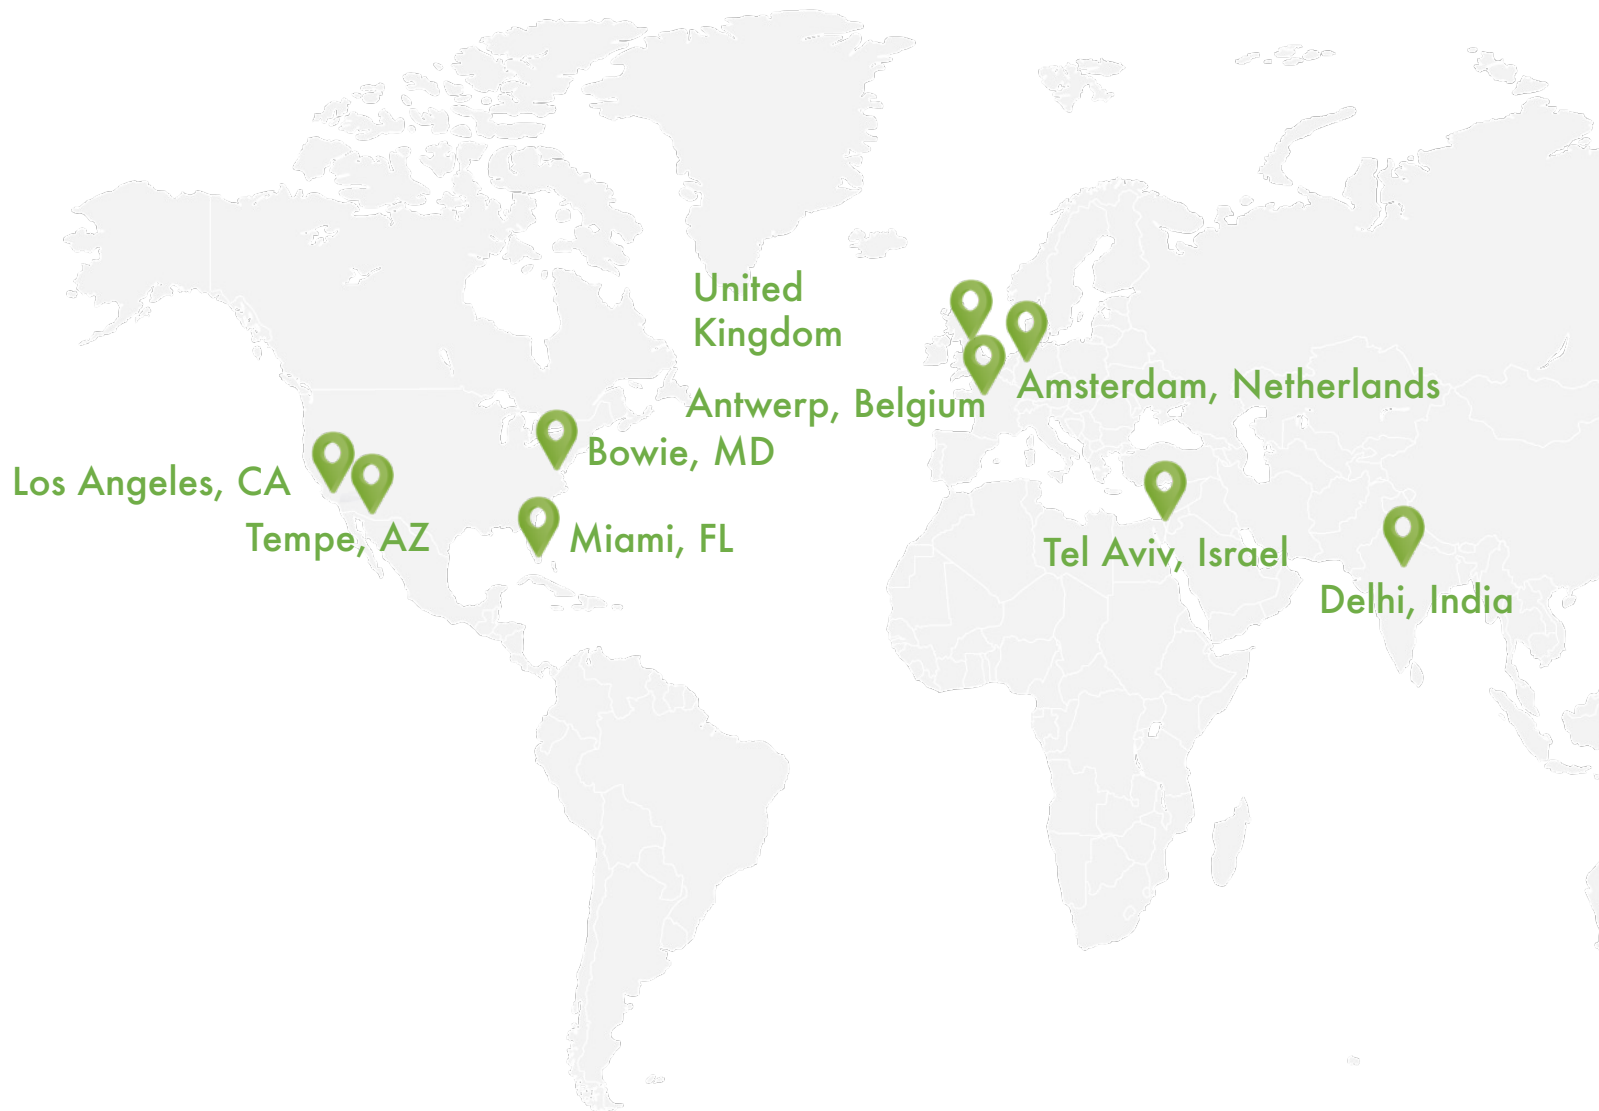 United
Kingdom
Antwerp, Belgium
Amsterdam, Netherlands
Bowie, MD
Los Angeles, CA
Tempe, AZ
Miami, FL
Tel Aviv, Israel
Delhi, India